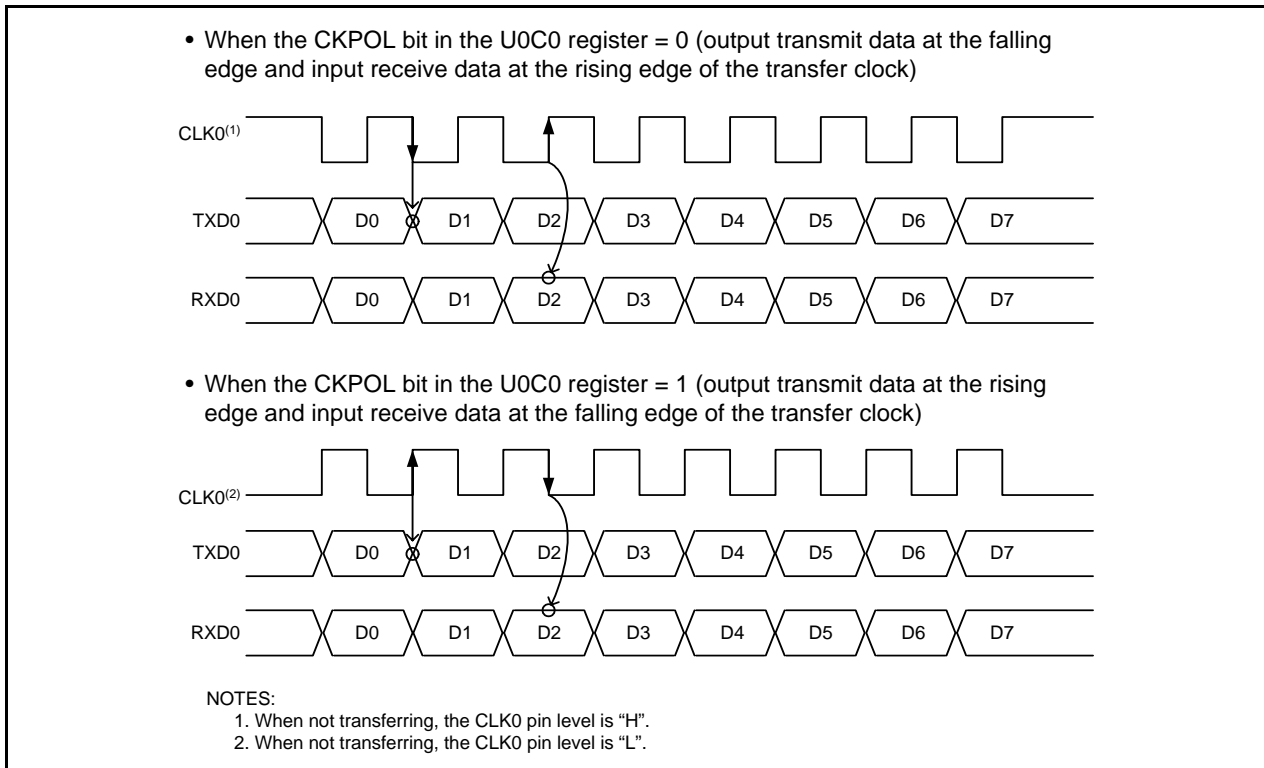 • When the CKPOL bit in the U0C0 register = 0 (output transmit data at the falling
edge and input receive data at the rising edge of the transfer clock)
CLK0(1)
TXD0 D0 D1 D2 D3 D4 D5 D6 D7
RXD0 D0 D1 D2 D3 D4 D5 D6 D7
• When the CKPOL bit in the U0C0 register = 1 (output transmit data at the rising
edge and input receive data at the falling edge of the transfer clock)
CLK0(2)
TXD0 D0 D1 D2 D3 D4 D5 D6 D7
RXD0 D0 D1 D2 D3 D4 D5 D6 D7
NOTES:
1. When not transferring, the CLK0 pin level is “H”.
2. When not transferring, the CLK0 pin level is “L”.